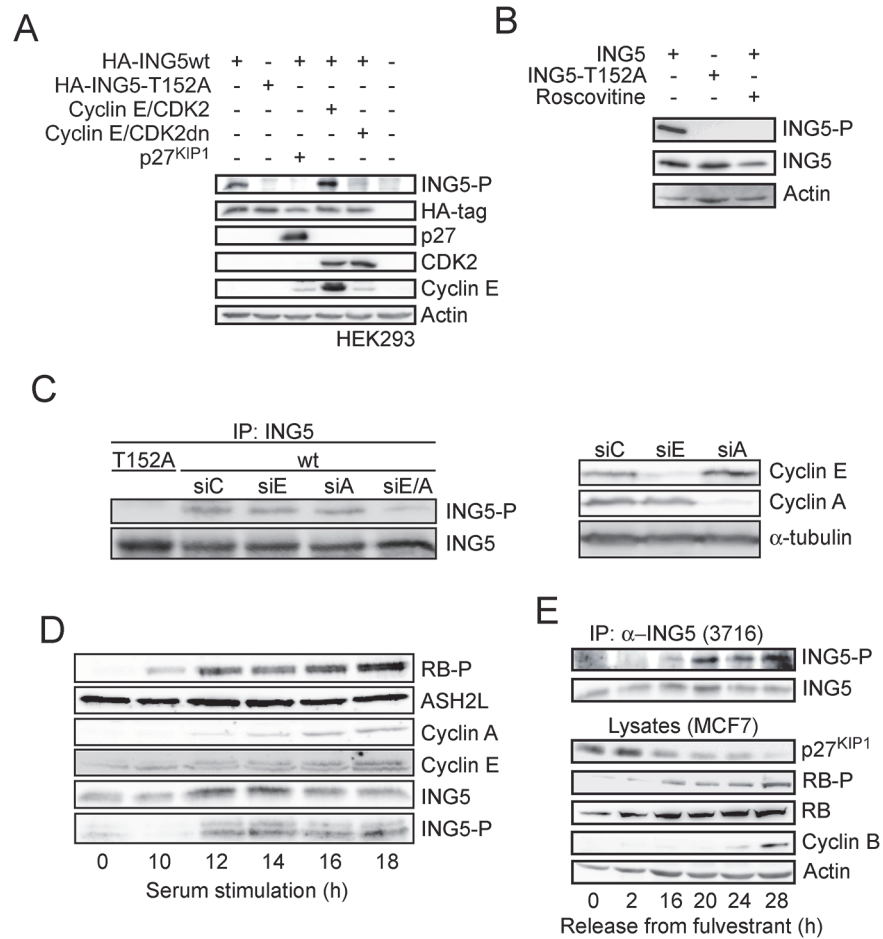 A
HA-ING5wt + - + + + -
HA-ING5-T152A - + - - - -
Cyclin E/CDK2 - - - + - -
Cyclin E/CDK2dn - - - - + -
p27KIP1 - - + - - -
ING5-P
HA-tag
p27
CDK2
Cyclin E
Actin
HEK293
B
ING5 + - +
ING5-T152A - + -
Roscovitine - - +
ING5-P
ING5
Actin
C
IP: ING5
T152A wt
siC siE siA siE/A
ING5-P
ING5
siC siE siA
Cyclin E
Cyclin A
α-tubulin
D
RB-P
ASH2L
Cyclin A
Cyclin E
ING5
ING5-P
0 10 12 14 16 18
Serum stimulation (h)
E
IP: α–ING5 (3716)
ING5-P
ING5
Lysates (MCF7)
p27KIP1
RB-P
RB
Cyclin B
Actin
0 2 16 20 24 28
Release from fulvestrant (h)